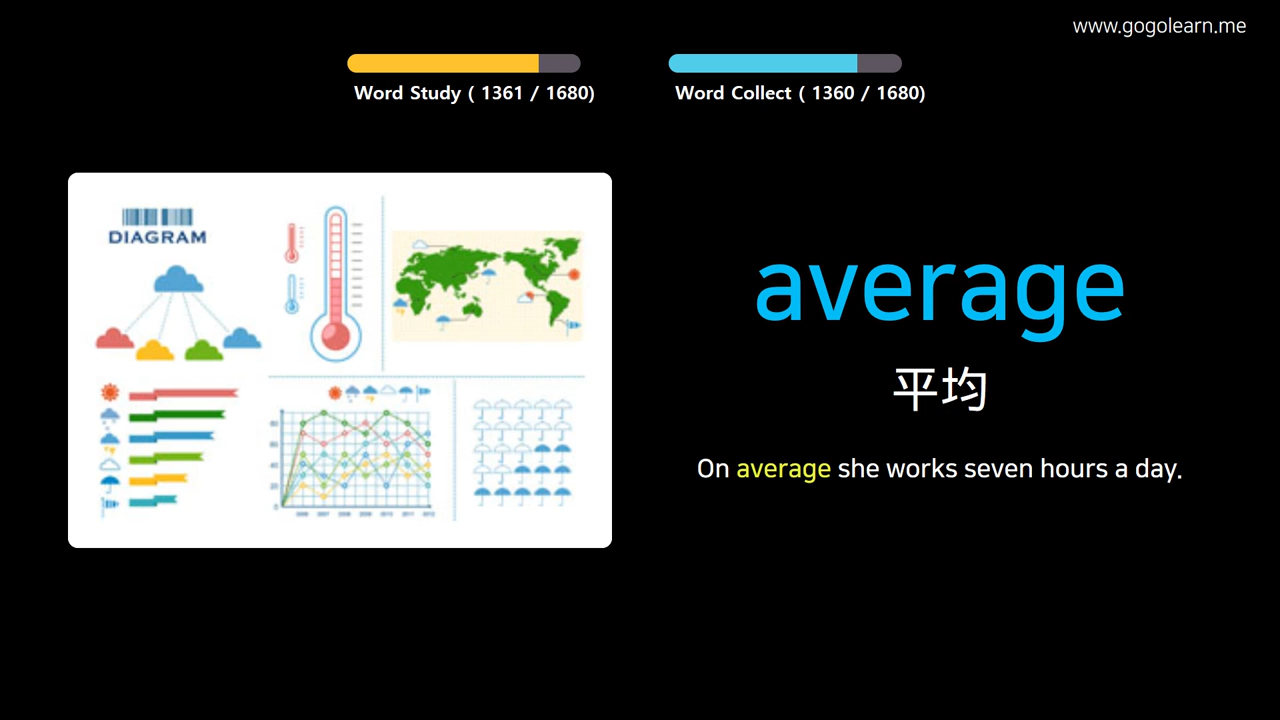 www.gogolearn.me
Word Study ( 1361 / 1680)
Word Collect ( 1360 / 1680)
DIAGRAM
average
平均
On average she works seven hours a day.